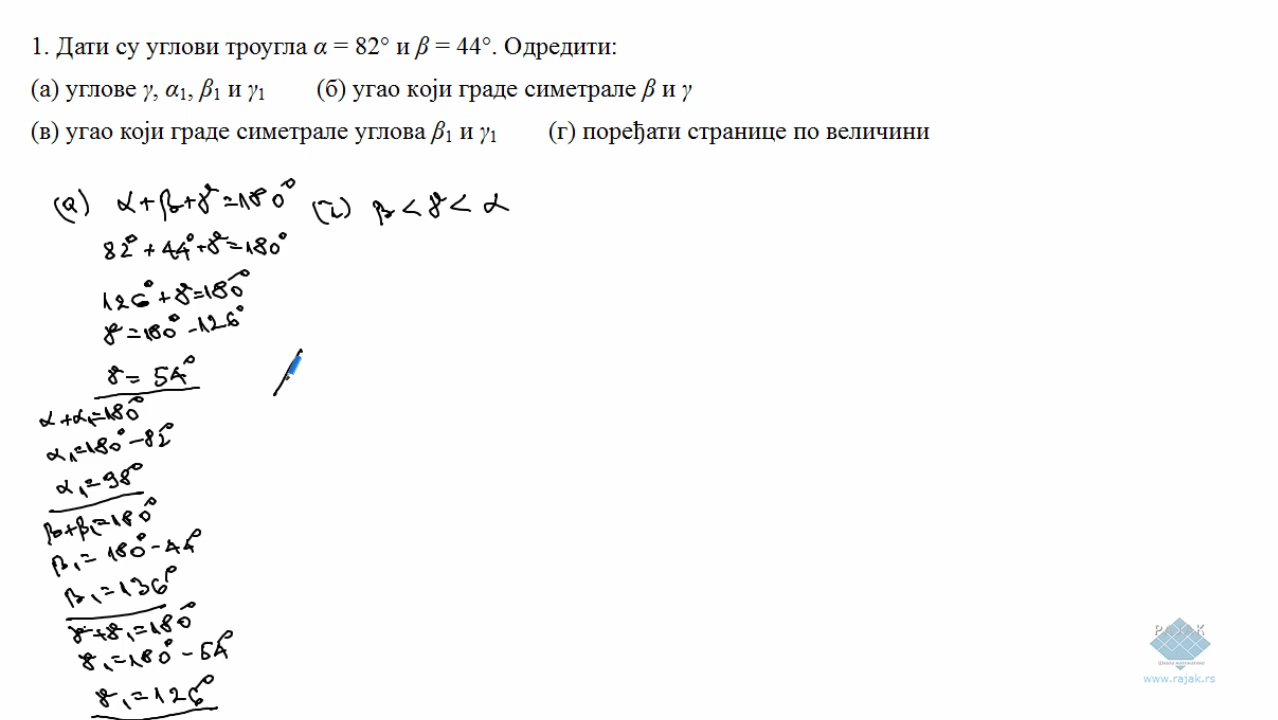 1. Дати су углови троугла α = 82° и β = 44°. Одредити:
(а) углове γ, α₁, β₁ и γ₁ (б) угао који граде симетрале β и γ
(в) угао који граде симетрале углова β₁ и γ₁ (г) поређати странице по величини
(а) α+β+γ=180°
82°+44°+γ=180°
126°+γ=180°
γ=180°-126°
γ=54°
α+α₁=180°
α₁=180°-82°
α₁=98°
β+β₁=180°
β₁=180°-44°
β₁=136°
γ+γ₁=180°
γ₁=180°-54°
γ₁=126°
(г) β<γ<α
РАЈАК
www.rajak.rs